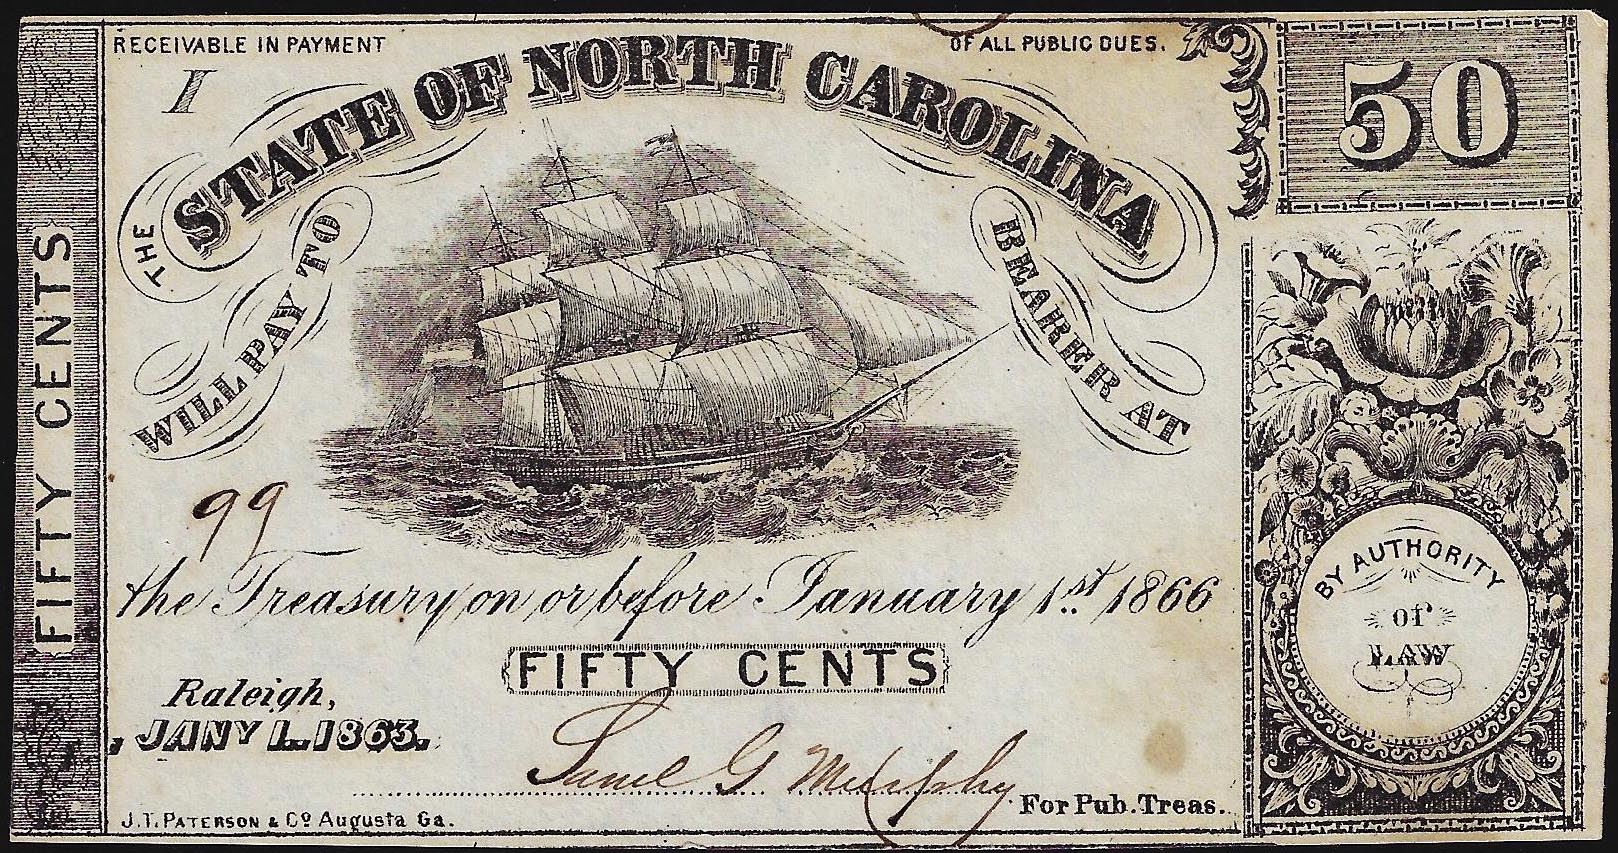 RECEIVABLE IN PAYMENT OF ALL PUBLIC DUES.
I
50
THE STATE OF NORTH CAROLINA
WILL PAY TO BEARER AT
99
the Treasury on or before January 1st. 1866
FIFTY CENTS
FIFTY CENTS
Raleigh,
JANY 1..1863.
Saml G Murphy
For Pub. Treas.
J.T. PATERSON & Co Augusta Ga.
BY AUTHORITY
of
LAW